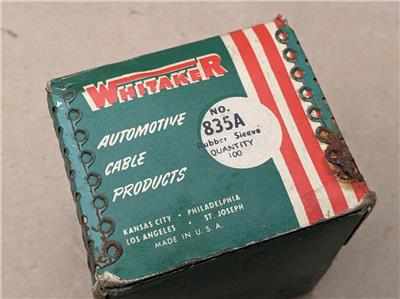 WHITAKER
AUTOMOTIVE
CABLE
PRODUCTS
NO.
835A
Rubber Sleeve
QUANTITY
100
KANSAS CITY • PHILADELPHIA
LOS ANGELES • ST. JOSEPH
MADE IN U.S.A.